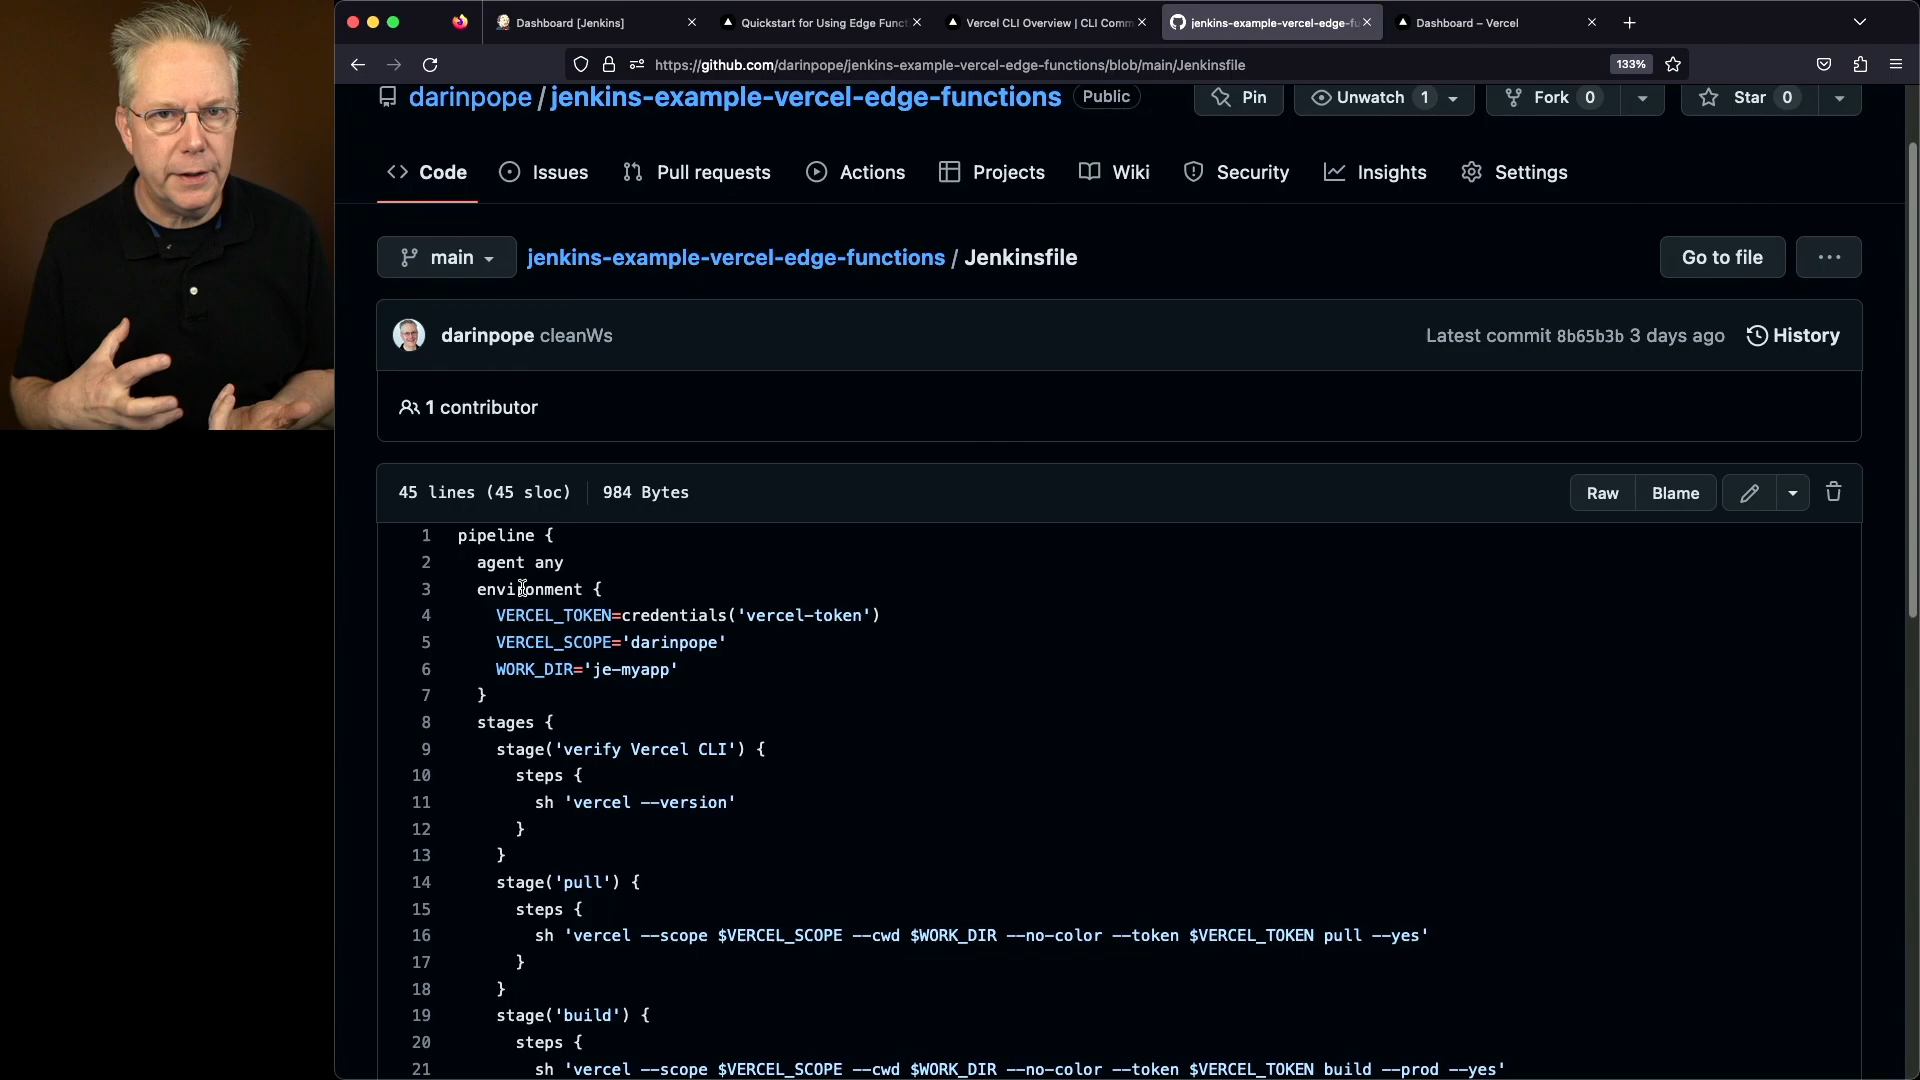 Dashboard [Jenkins]
Quickstart for Using Edge Funct
Vercel CLI Overview | CLI Comm
jenkins-example-vercel-edge-fu
Dashboard – Vercel
https://github.com/darinpope/jenkins-example-vercel-edge-functions/blob/main/Jenkinsfile
133%
darinpope / jenkins-example-vercel-edge-functions Public
Pin
Unwatch 1
Fork 0
Star 0
Code
Issues
Pull requests
Actions
Projects
Wiki
Security
Insights
Settings
main
jenkins-example-vercel-edge-functions / Jenkinsfile
Go to file
darinpope cleanWs
Latest commit 8b65b3b 3 days ago
History
1 contributor
45 lines (45 sloc) 984 Bytes
Raw
Blame
1 pipeline {
2 agent any
3 environment {
4 VERCEL_TOKEN=credentials('vercel-token')
5 VERCEL_SCOPE='darinpope'
6 WORK_DIR='je-myapp'
7 }
8 stages {
9 stage('verify Vercel CLI') {
10 steps {
11 sh 'vercel --version'
12 }
13 }
14 stage('pull') {
15 steps {
16 sh 'vercel --scope $VERCEL_SCOPE --cwd $WORK_DIR --no-color --token $VERCEL_TOKEN pull --yes'
17 }
18 }
19 stage('build') {
20 steps {
21 sh 'vercel --scope $VERCEL_SCOPE --cwd $WORK_DIR --no-color --token $VERCEL_TOKEN build --prod --yes'